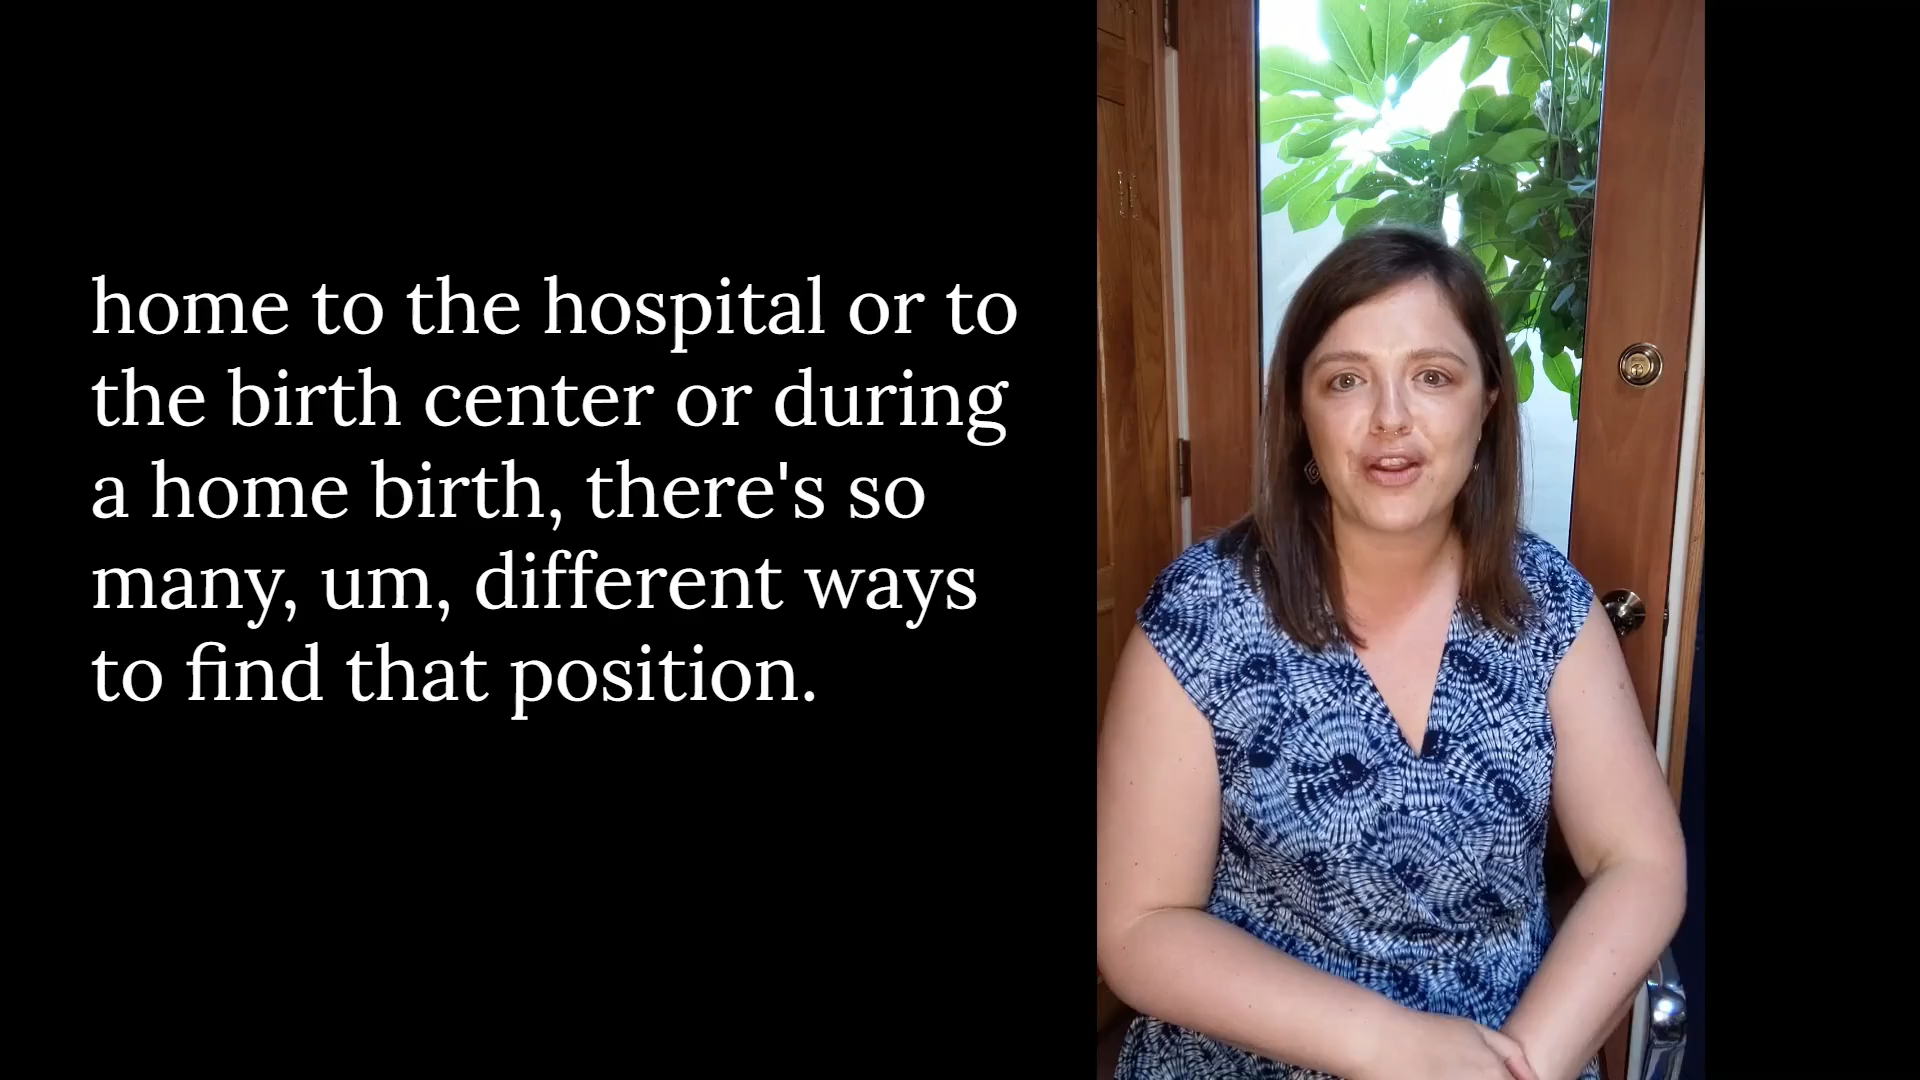 home to the hospital or to
the birth center or during
a home birth, there's so
many, um, different ways
to find that position.